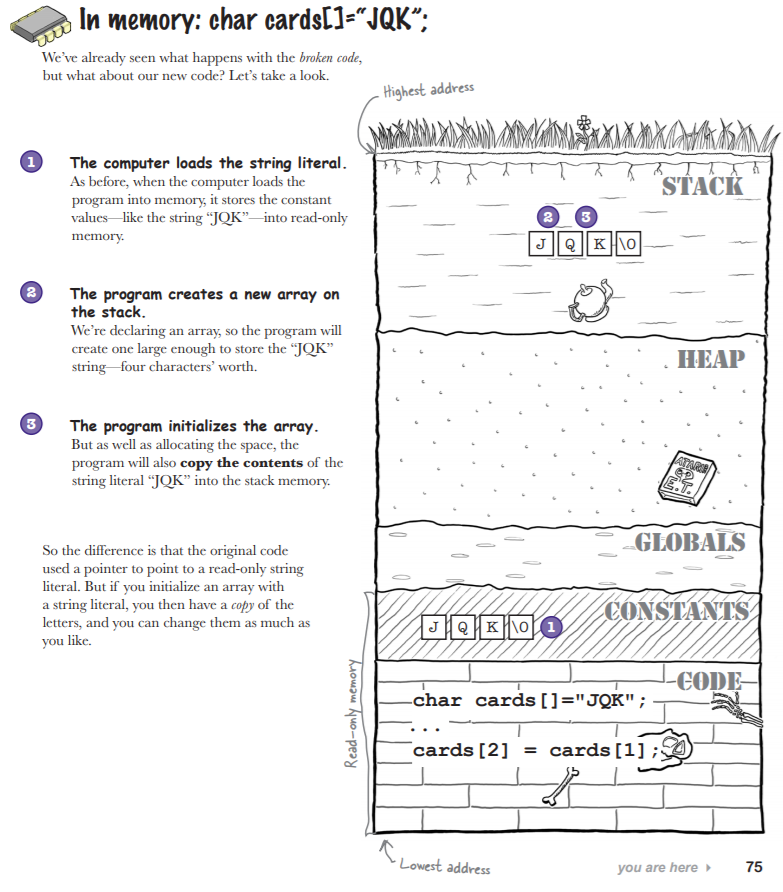 In memory: char cards[]=“JQK”;
We’ve already seen what happens with the broken code,
but what about our new code? Let’s take a look.
Highest address
1 The computer loads the string literal.
As before, when the computer loads the
program into memory, it stores the constant
values—like the string “JQK”—into read-only
memory.
2 The program creates a new array on
the stack.
We’re declaring an array, so the program will
create one large enough to store the “JQK”
string—four characters’ worth.
3 The program initializes the array.
But as well as allocating the space, the
program will also copy the contents of the
string literal “JQK” into the stack memory.
So the difference is that the original code
used a pointer to point to a read-only string
literal. But if you initialize an array with
a string literal, you then have a copy of the
letters, and you can change them as much as
you like.
STACK
2 3
J Q K \0
HEAP
ATARI
E.T.
GLOBALS
CONSTANTS
J Q K \0 1
Read-only memory
CODE
char cards[]="JQK";
...
cards[2] = cards[1];
Lowest address
you are here
75